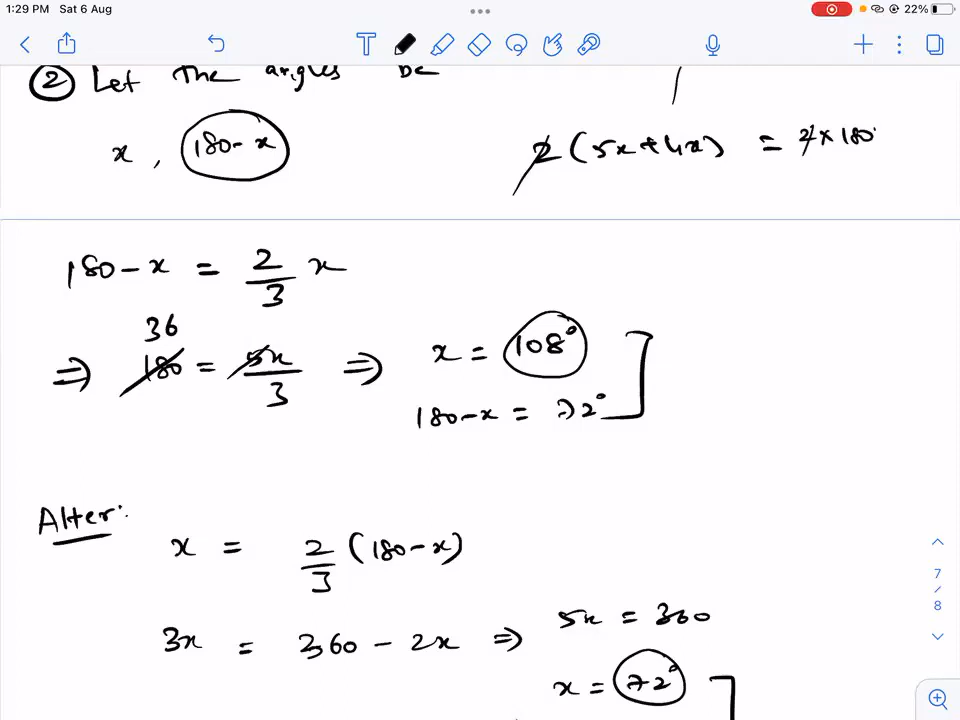 1:29 PM Sat 6 Aug
22%
② Let the angles be
x , 180-x
2(5x+4x) = 2×180°
180-x = 2/3 x
36
⇒ 180 = 5x/3 ⇒ x = 108°
180-x = 72°
Alter:
x = 2/3 (180-x)
3x = 360 - 2x ⇒ 5x = 360
x = 72°
7/8